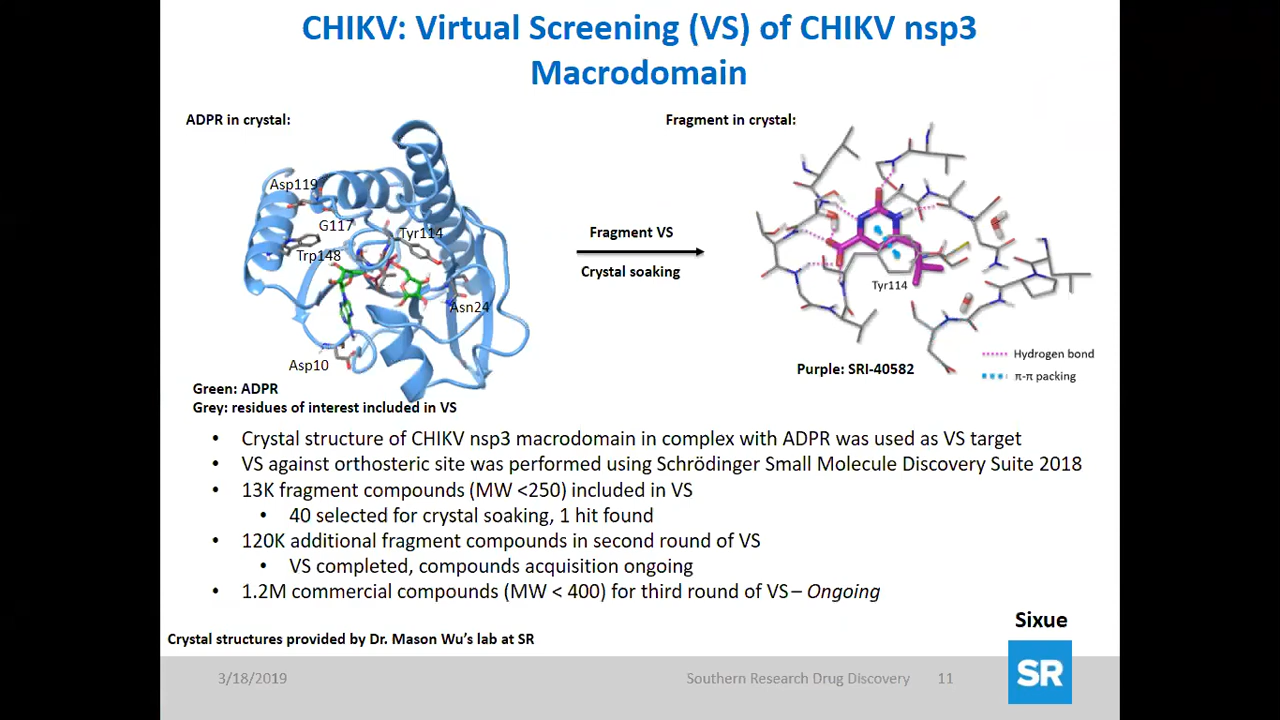 CHIKV: Virtual Screening (VS) of CHIKV nsp3
Macrodomain
ADPR in crystal:
Fragment in crystal:
Asp119
G117
Tyr114
Trp148
Asn24
Asp10
Fragment VS
Crystal soaking
Tyr114
Hydrogen bond
π-π packing
Purple: SRI-40582
Green: ADPR
Grey: residues of interest included in VS
• Crystal structure of CHIKV nsp3 macrodomain in complex with ADPR was used as VS target
• VS against orthosteric site was performed using Schrödinger Small Molecule Discovery Suite 2018
• 13K fragment compounds (MW <250) included in VS
• 40 selected for crystal soaking, 1 hit found
• 120K additional fragment compounds in second round of VS
• VS completed, compounds acquisition ongoing
• 1.2M commercial compounds (MW < 400) for third round of VS – Ongoing
Sixue
Crystal structures provided by Dr. Mason Wu's lab at SR
3/18/2019
Southern Research Drug Discovery
11
SR